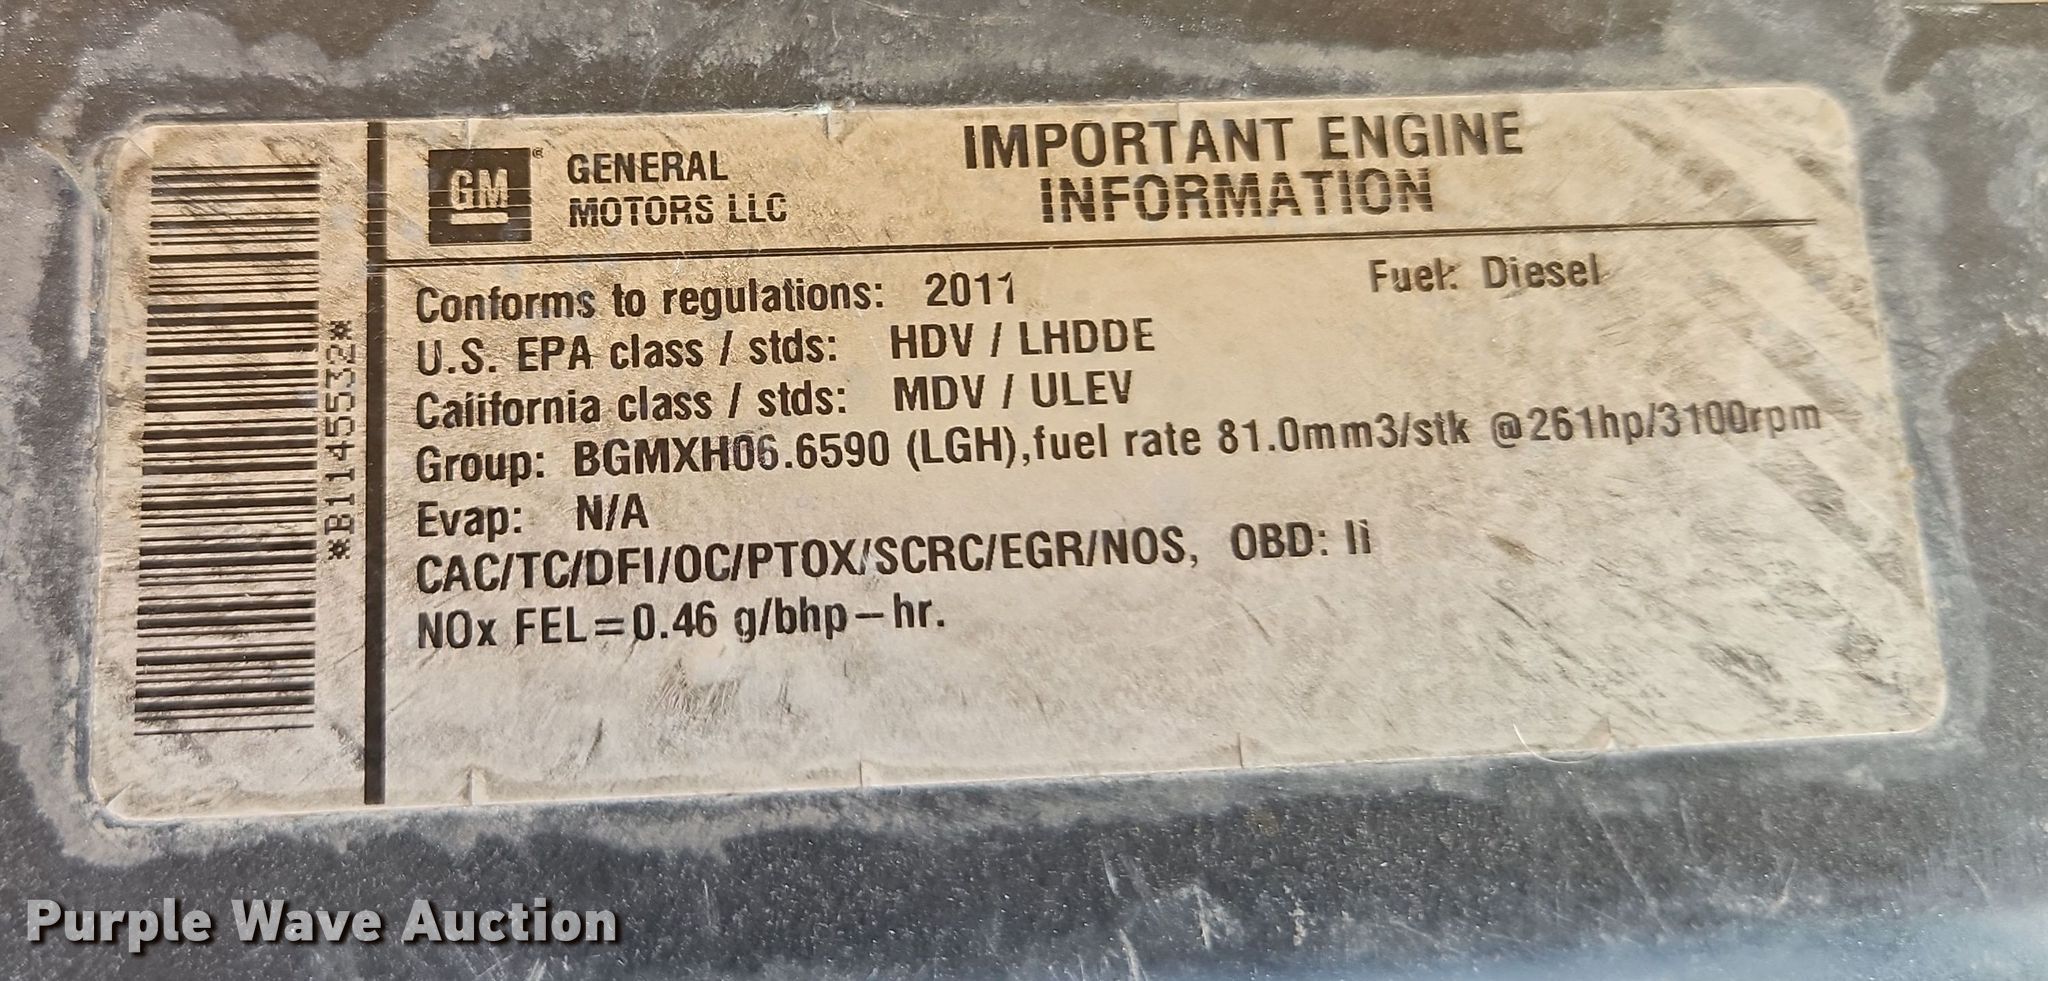 *B1145532*
GM®
GENERAL
MOTORS LLC
IMPORTANT ENGINE
INFORMATION
Conforms to regulations: 2011
Fuel: Diesel
U.S. EPA class / stds: HDV / LHDDE
California class / stds: MDV / ULEV
Group: BGMXH06.6590 (LGH),fuel rate 81.0mm3/stk @261hp/3100rpm
Evap: N/A
CAC/TC/DFI/OC/PTOX/SCRC/EGR/NOS, OBD: II
NOx FEL=0.46 g/bhp-hr.
Purple Wave Auction